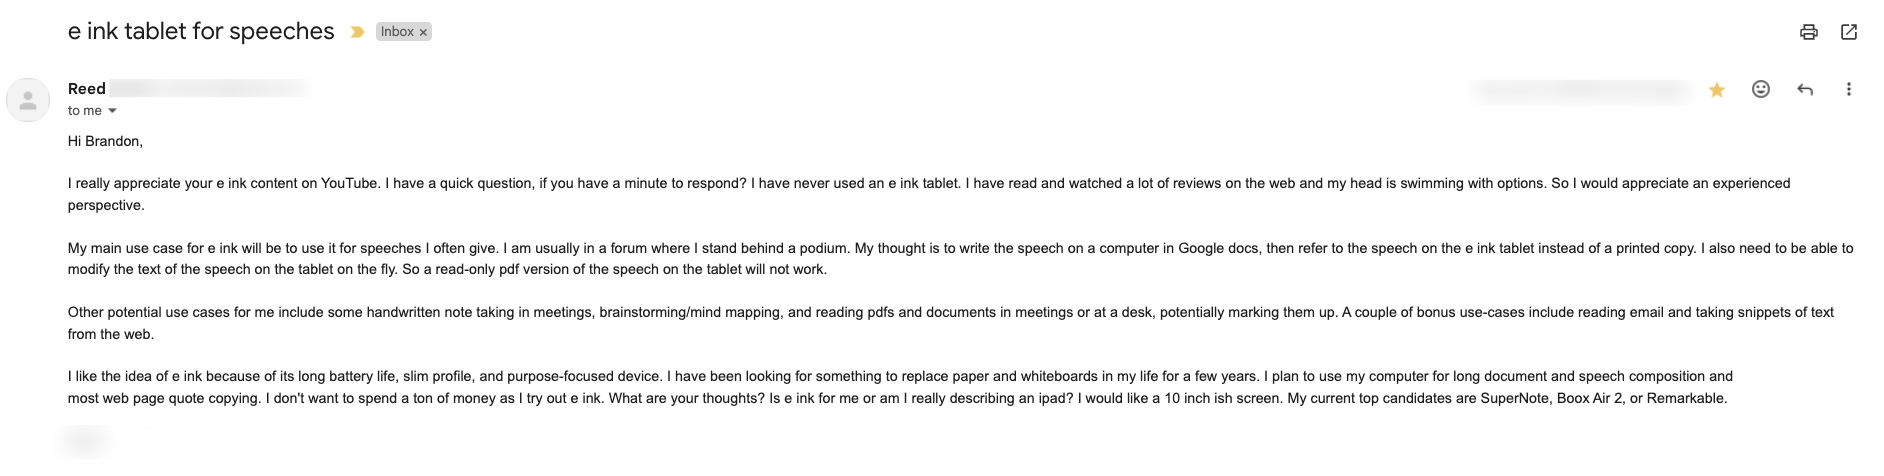 e ink tablet for speeches
Inbox ×
Reed
to me
Hi Brandon,
I really appreciate your e ink content on YouTube. I have a quick question, if you have a minute to respond? I have never used an e ink tablet. I have read and watched a lot of reviews on the web and my head is swimming with options. So I would appreciate an experienced
perspective.
My main use case for e ink will be to use it for speeches I often give. I am usually in a forum where I stand behind a podium. My thought is to write the speech on a computer in Google docs, then refer to the speech on the e ink tablet instead of a printed copy. I also need to be able to
modify the text of the speech on the tablet on the fly. So a read-only pdf version of the speech on the tablet will not work.
Other potential use cases for me include some handwritten note taking in meetings, brainstorming/mind mapping, and reading pdfs and documents in meetings or at a desk, potentially marking them up. A couple of bonus use-cases include reading email and taking snippets of text
from the web.
I like the idea of e ink because of its long battery life, slim profile, and purpose-focused device. I have been looking for something to replace paper and whiteboards in my life for a few years. I plan to use my computer for long document and speech composition and
most web page quote copying. I don't want to spend a ton of money as I try out e ink. What are your thoughts? Is e ink for me or am I really describing an ipad? I would like a 10 inch ish screen. My current top candidates are SuperNote, Boox Air 2, or Remarkable.